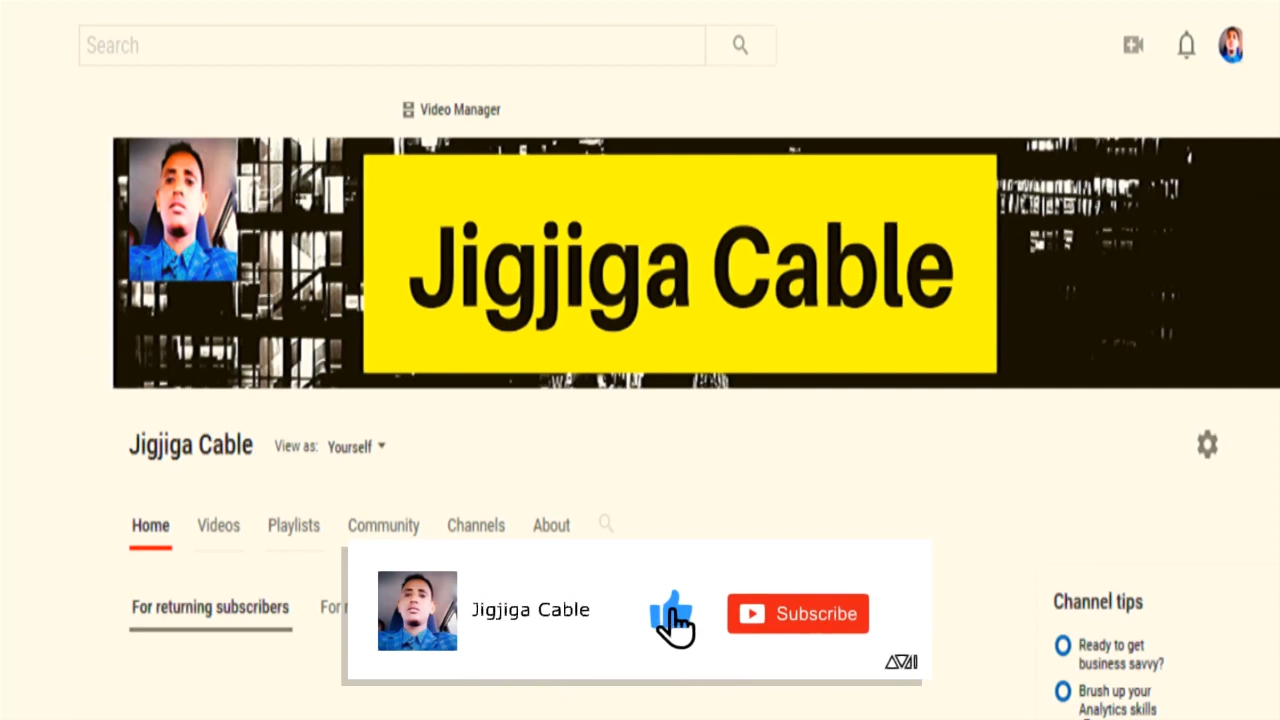 Search
Video Manager
Jigjiga Cable
Jigjiga Cable View as: Yourself
Home Videos Playlists Community Channels About
For returning subscribers For
Jigjiga Cable Subscribe
Channel tips
Ready to get
business savvy?
Brush up your
Analytics skills